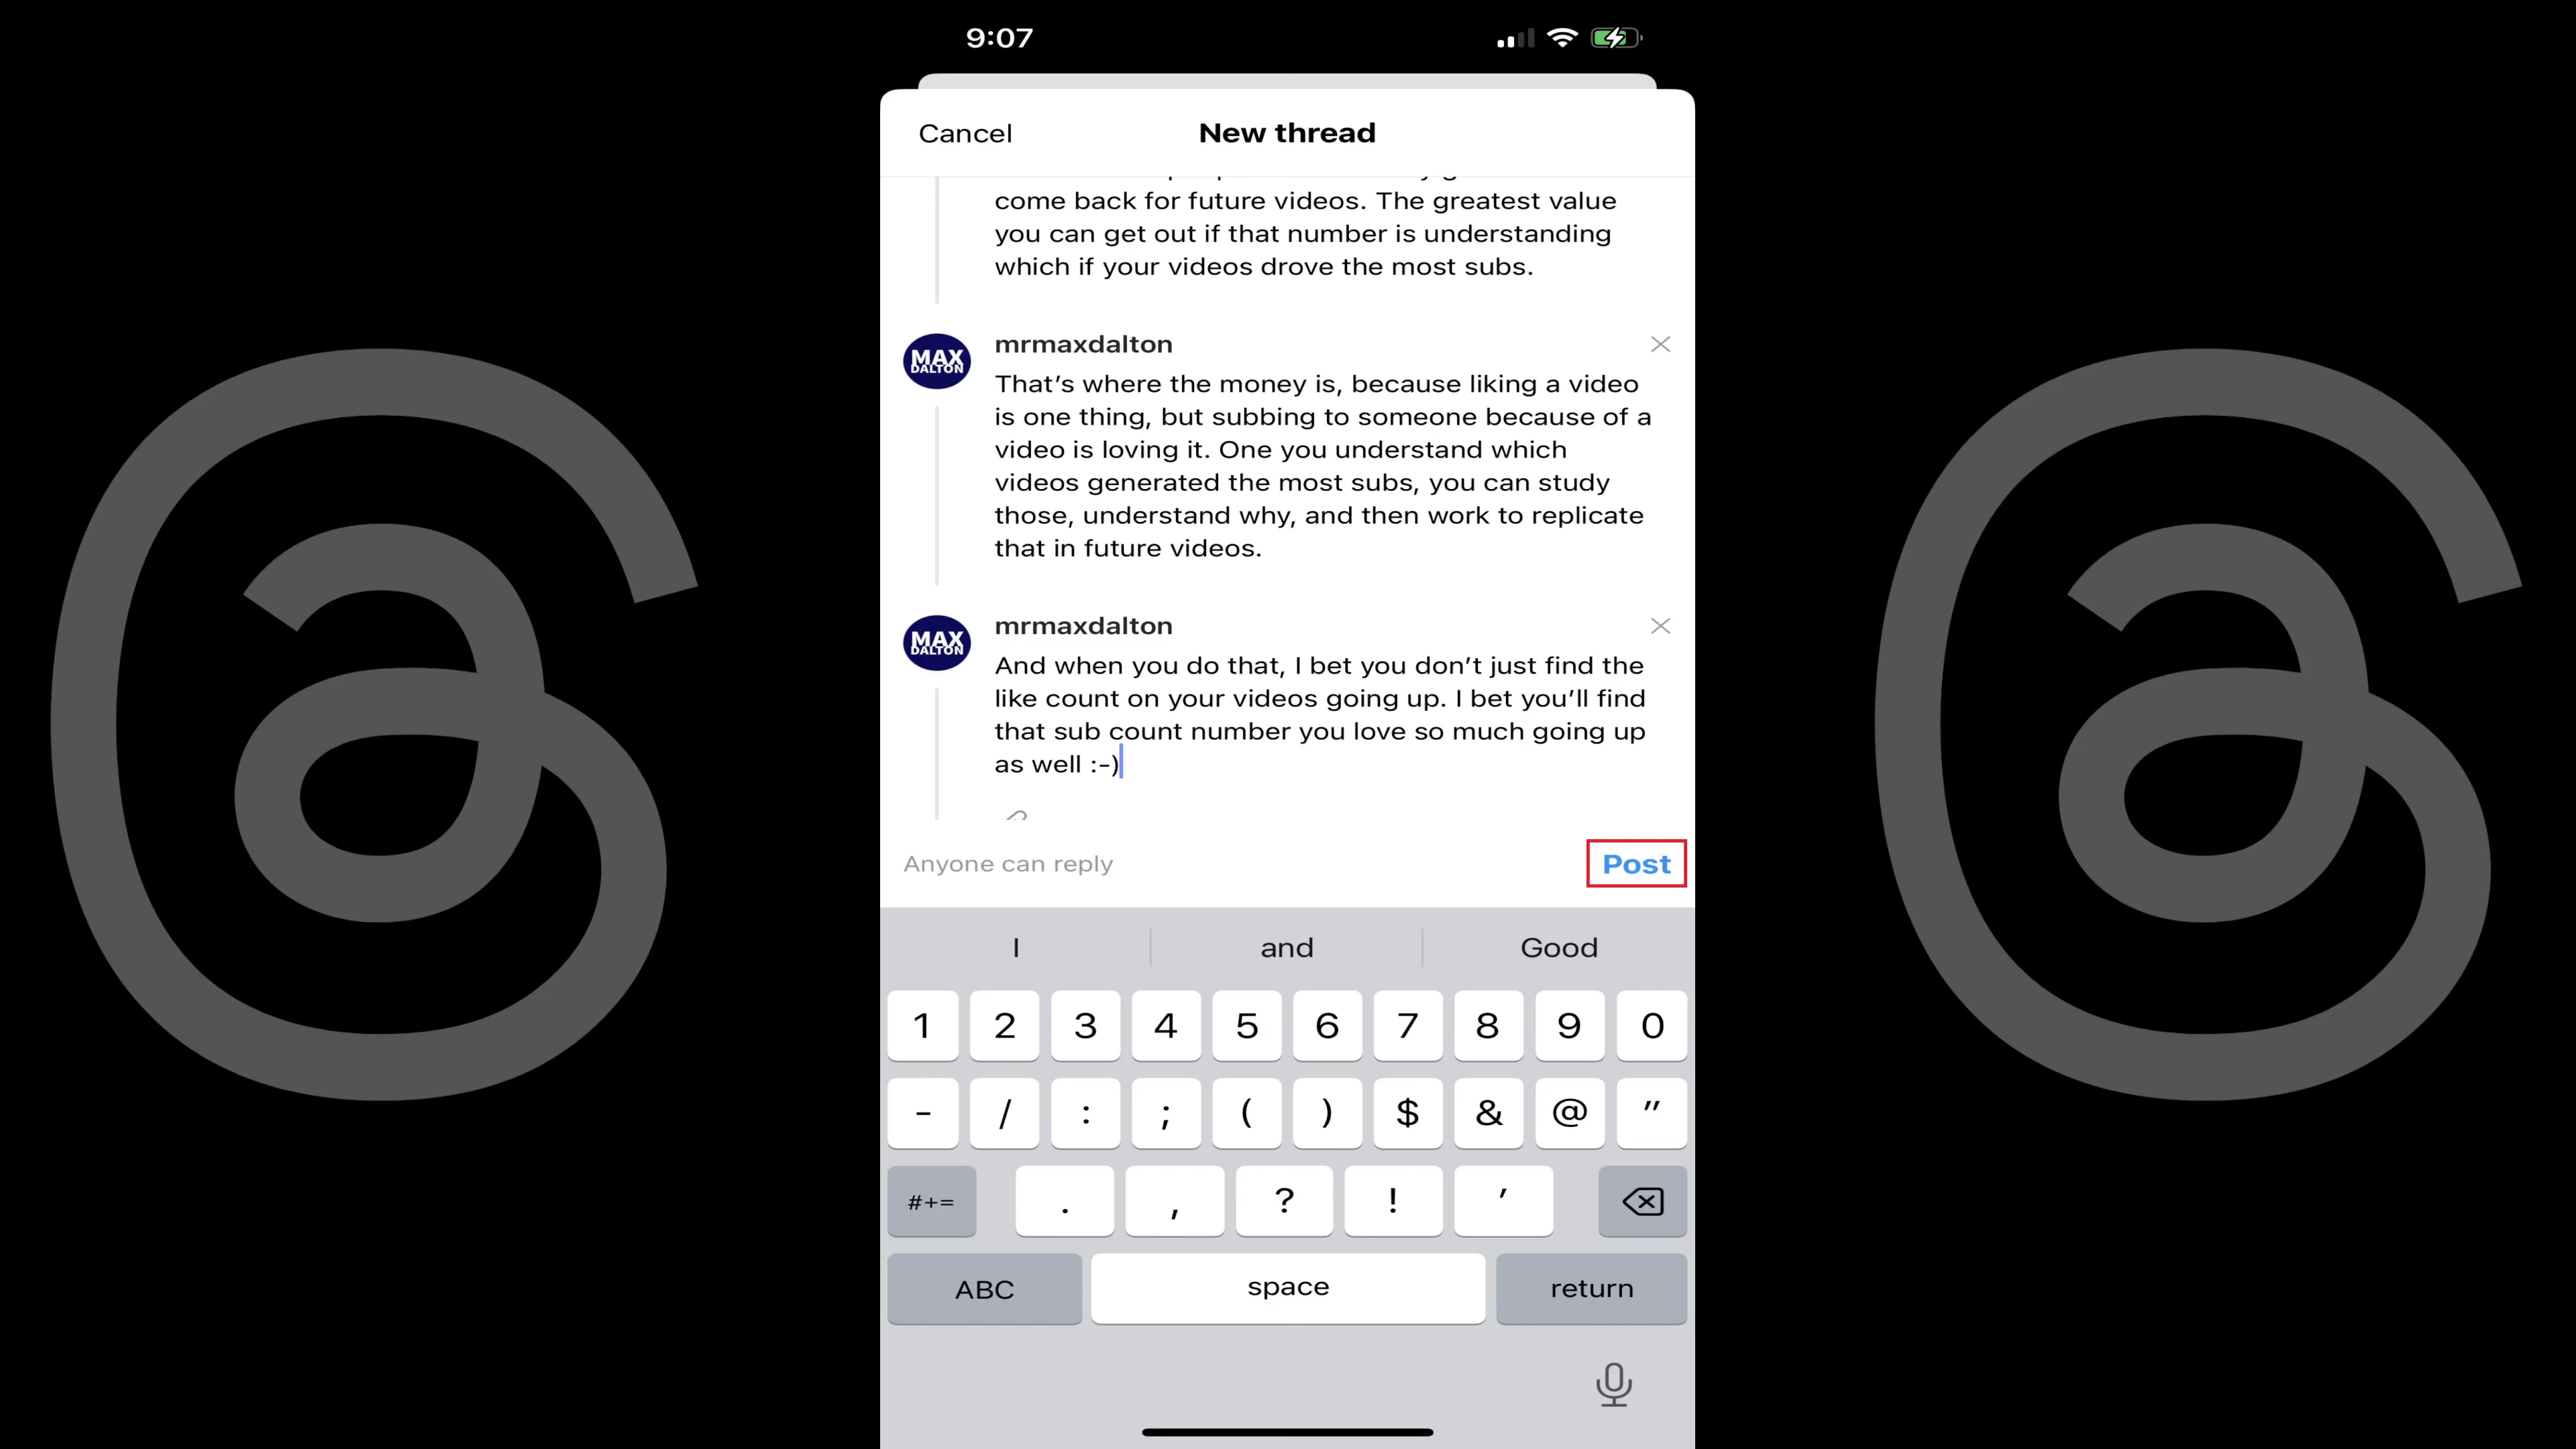 9:07
Cancel
New thread
come back for future videos. The greatest value
you can get out if that number is understanding
which if your videos drove the most subs.
MAX
DALTON
mrmaxdalton
That’s where the money is, because liking a video
is one thing, but subbing to someone because of a
video is loving it. One you understand which
videos generated the most subs, you can study
those, understand why, and then work to replicate
that in future videos.
MAX
DALTON
mrmaxdalton
And when you do that, I bet you don’t just find the
like count on your videos going up. I bet you’ll find
that sub count number you love so much going up
as well :-)
Anyone can reply
Post
I and Good
1 2 3 4 5 6 7 8 9 0
- / : ; ( ) $ & @ "
#+= . , ? ! '
ABC space return